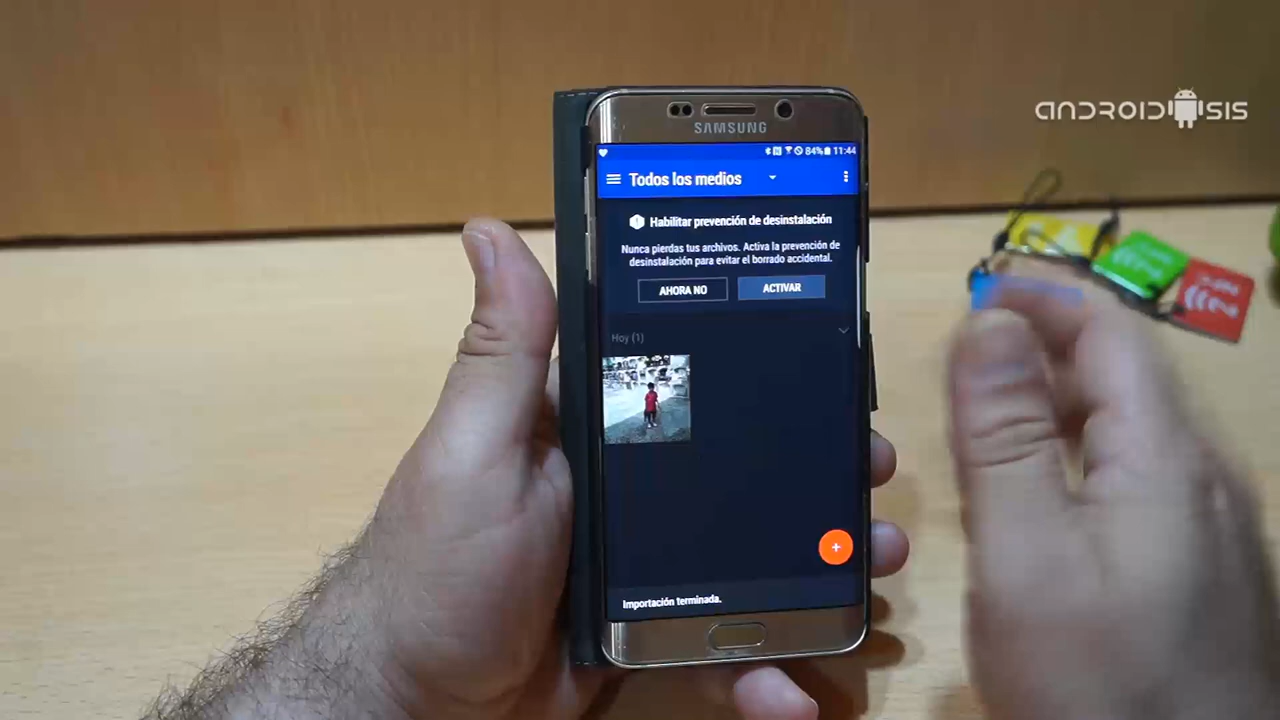 ANDROIDSIS
SAMSUNG
84% 11:44
Todos los medios
Habilitar prevención de desinstalación
Nunca pierdas tus archivos. Activa la prevención de
desinstalación para evitar el borrado accidental.
AHORA NO
ACTIVAR
Hoy (1)
+
Importación terminada.